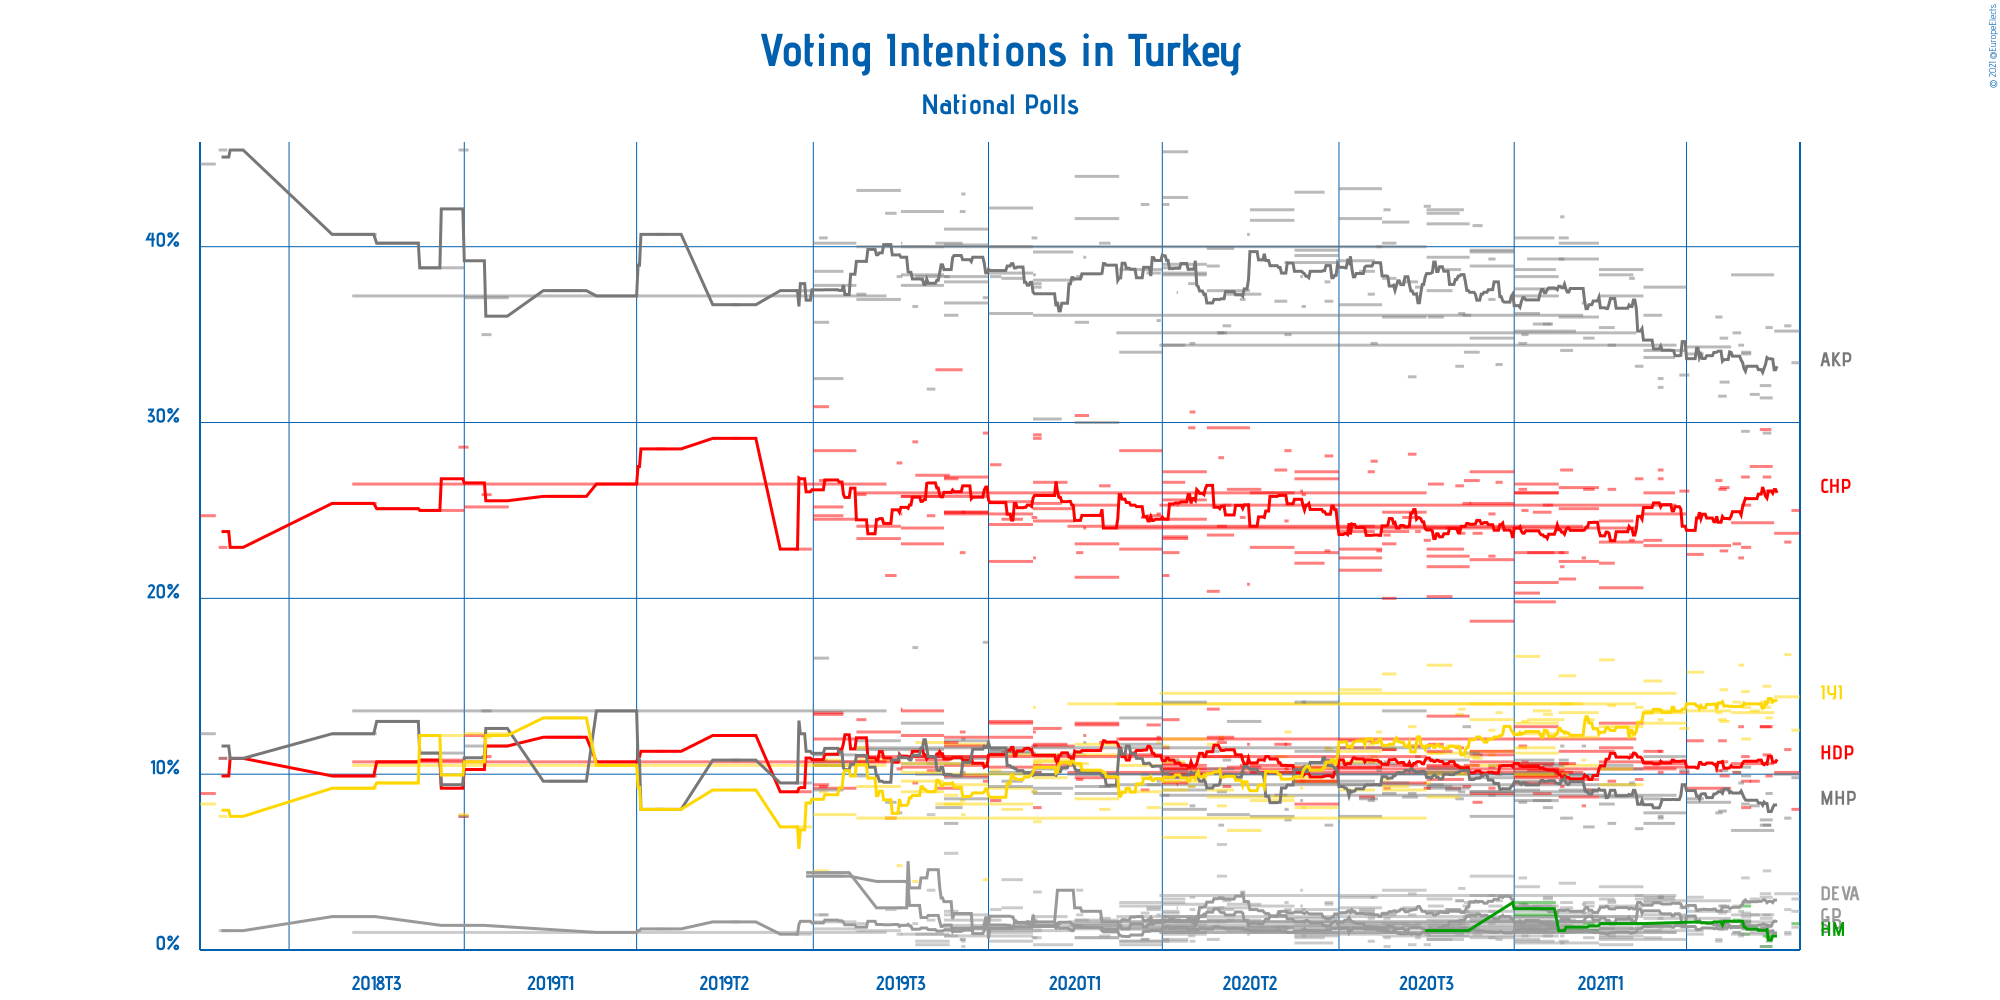 Voting Intentions in Turkey
National Polls
© 2021 @EuropeElects
40%
30%
20%
10%
0%
AKP
CHP
IYI
HDP
MHP
DEVA
GP
HM
2018T3
2019T1
2019T2
2019T3
2020T1
2020T2
2020T3
2021T1